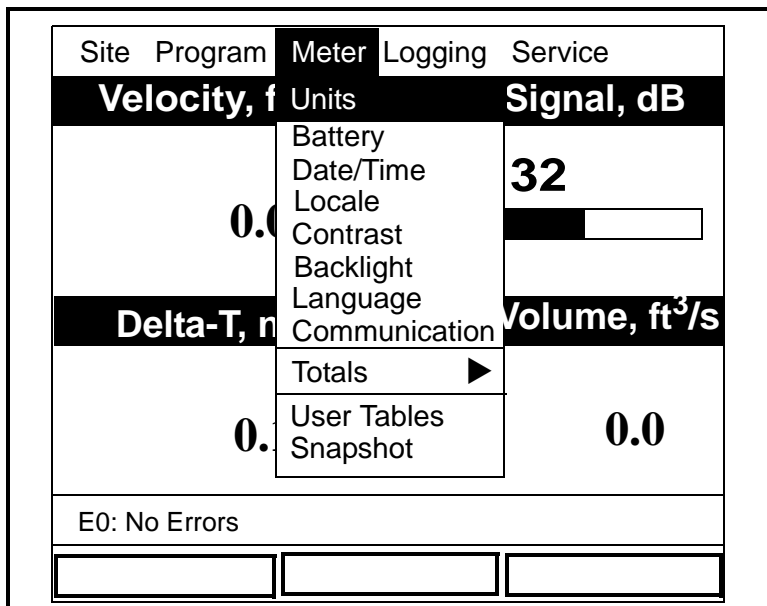 Site Program Meter Logging Service
Velocity, f
Units
Signal, dB
Battery
Date/Time
Locale
Contrast
Backlight
Language
Communication
Totals ▶
User Tables
Snapshot
32
0.0
Delta-T, n
Volume, ft³/s
0.
0.0
E0: No Errors